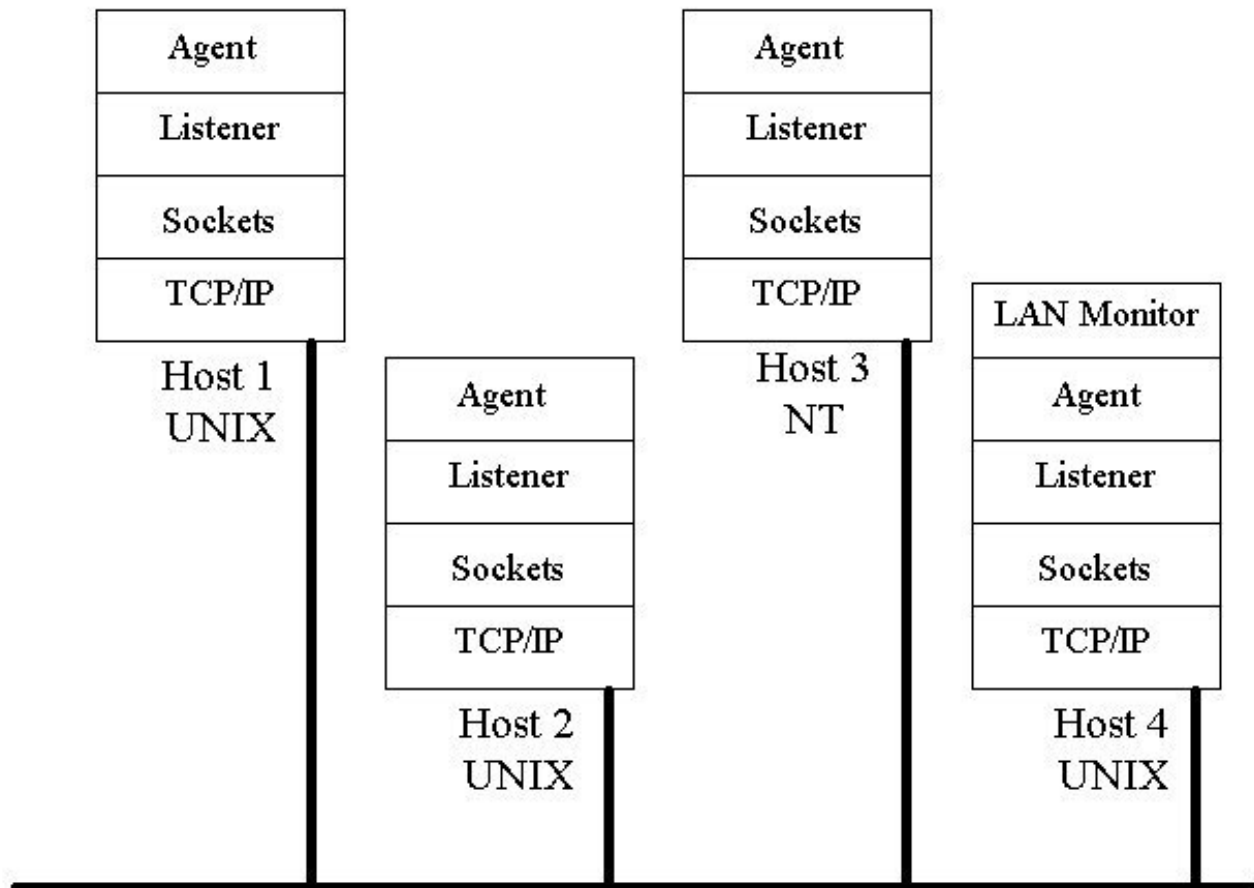 Agent
Listener
Sockets
TCP/IP
Host 1
UNIX
Agent
Listener
Sockets
TCP/IP
Host 2
UNIX
Agent
Listener
Sockets
TCP/IP
Host 3
NT
LAN Monitor
Agent
Listener
Sockets
TCP/IP
Host 4
UNIX